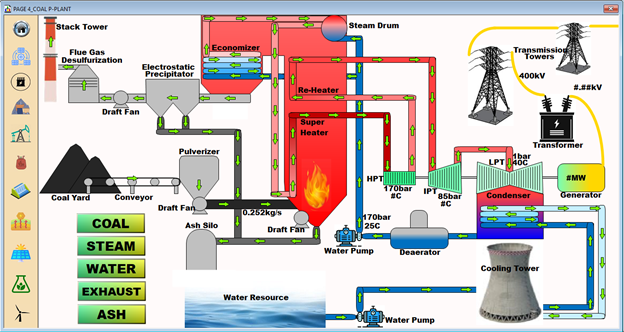 PAGE 4_COAL P-PLANT
Stack Tower
Steam Drum
Flue Gas
Desulfurization
Economizer
Electrostatic
Precipitator
Transmission
Towers
400kV
#.##kV
Re-Heater
Draft Fan
Super
Heater
Transformer
Pulverizer
LPT
1bar
40C
HPT
170bar
#C
IPT
85bar
#C
#MW
Generator
Condenser
Coal Yard
Conveyor
Draft Fan
0.252kg/s
Draft Fan
Ash Silo
170bar
25C
Water Pump
Deaerator
Cooling Tower
COAL
STEAM
WATER
EXHAUST
ASH
Water Resource
Water Pump